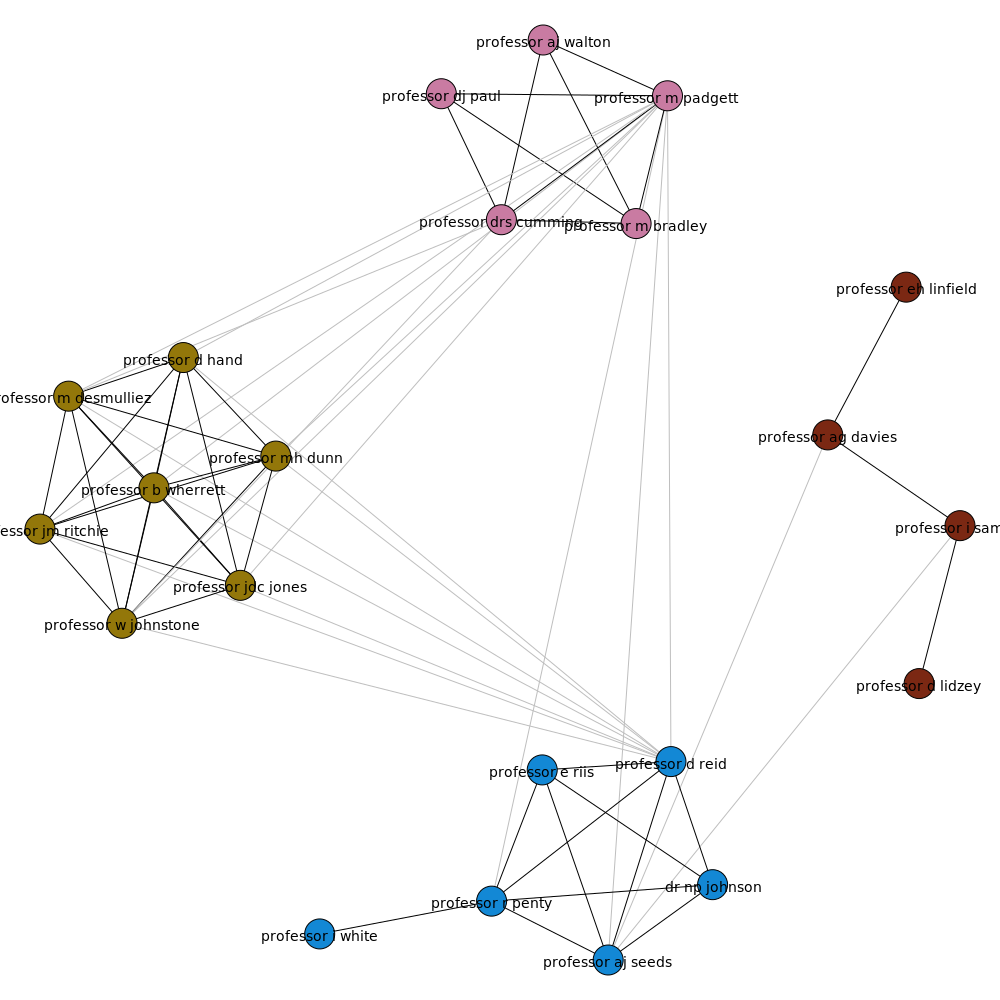 professor aj walton
professor dj paul
professor m padgett
professor drs cumming
professor m bradley
professor eh linfield
professor d hand
professor m desmulliez
professor ag davies
professor mh dunn
professor b wherrett
professor i sam
essor jm ritchie
professor jdc jones
professor w johnstone
professor d lidzey
professor d reid
professor e riis
dr np johnson
professor r penty
professor i white
professor aj seeds